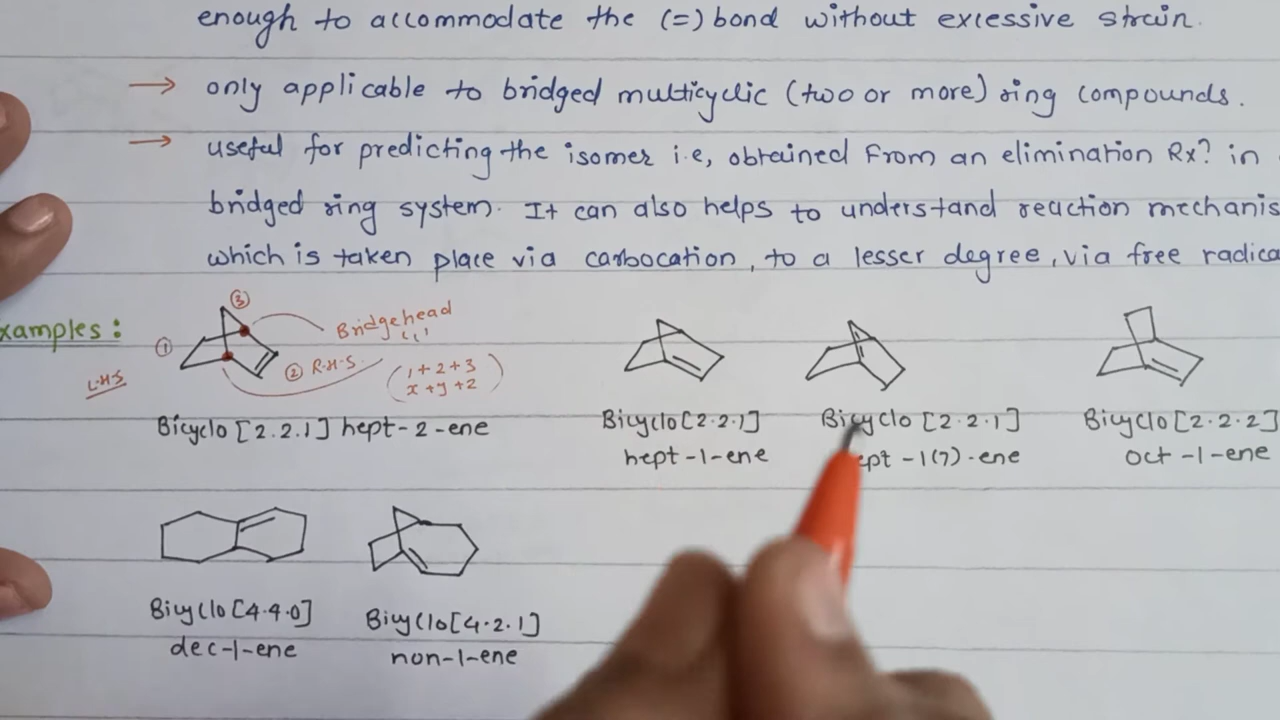 enough to accommodate the (=) bond without excessive strain.
→ only applicable to bridged multicyclic (two or more) ring compounds.
→ useful for predicting the isomer i.e, obtained From an elimination Rx? in
bridged ring system. It can also helps to understand reaction mechanis
which is taken place via carbocation, to a lesser degree, via free radica
xamples :
③
①
Bridgehead
L.H.S
② R.H.S.
(1+2+3
x+y+2)
Bicyclo [2.2.1] hept-2-ene
Bicyclo [2.2.1]
hept-1-ene
Bicyclo [2.2.1]
ept -1(7)-ene
Bicyclo [2.2.2]
oct -1-ene
Bicyclo [4.4.0]
dec-1-ene
Bicyclo [4.2.1]
non-1-ene